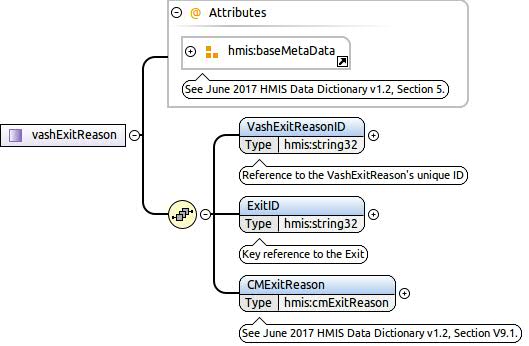 @ Attributes
hmis:baseMetaData
See June 2017 HMIS Data Dictionary v1.2, Section 5.
vashExitReason
VashExitReasonID
Type hmis:string32
Reference to the VashExitReason's unique ID
ExitID
Type hmis:string32
Key reference to the Exit
CMExitReason
Type hmis:cmExitReason
See June 2017 HMIS Data Dictionary v1.2, Section V9.1.